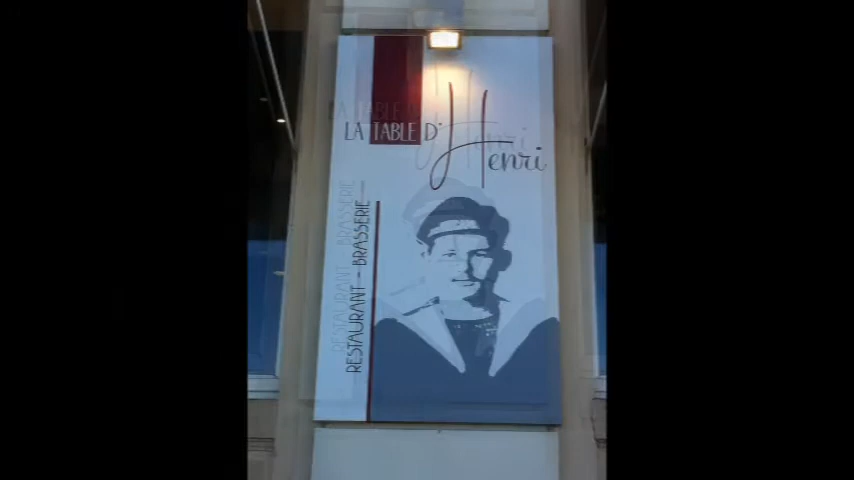 LA TABLE D'
Henri
RESTAURANT - BRASSERIE